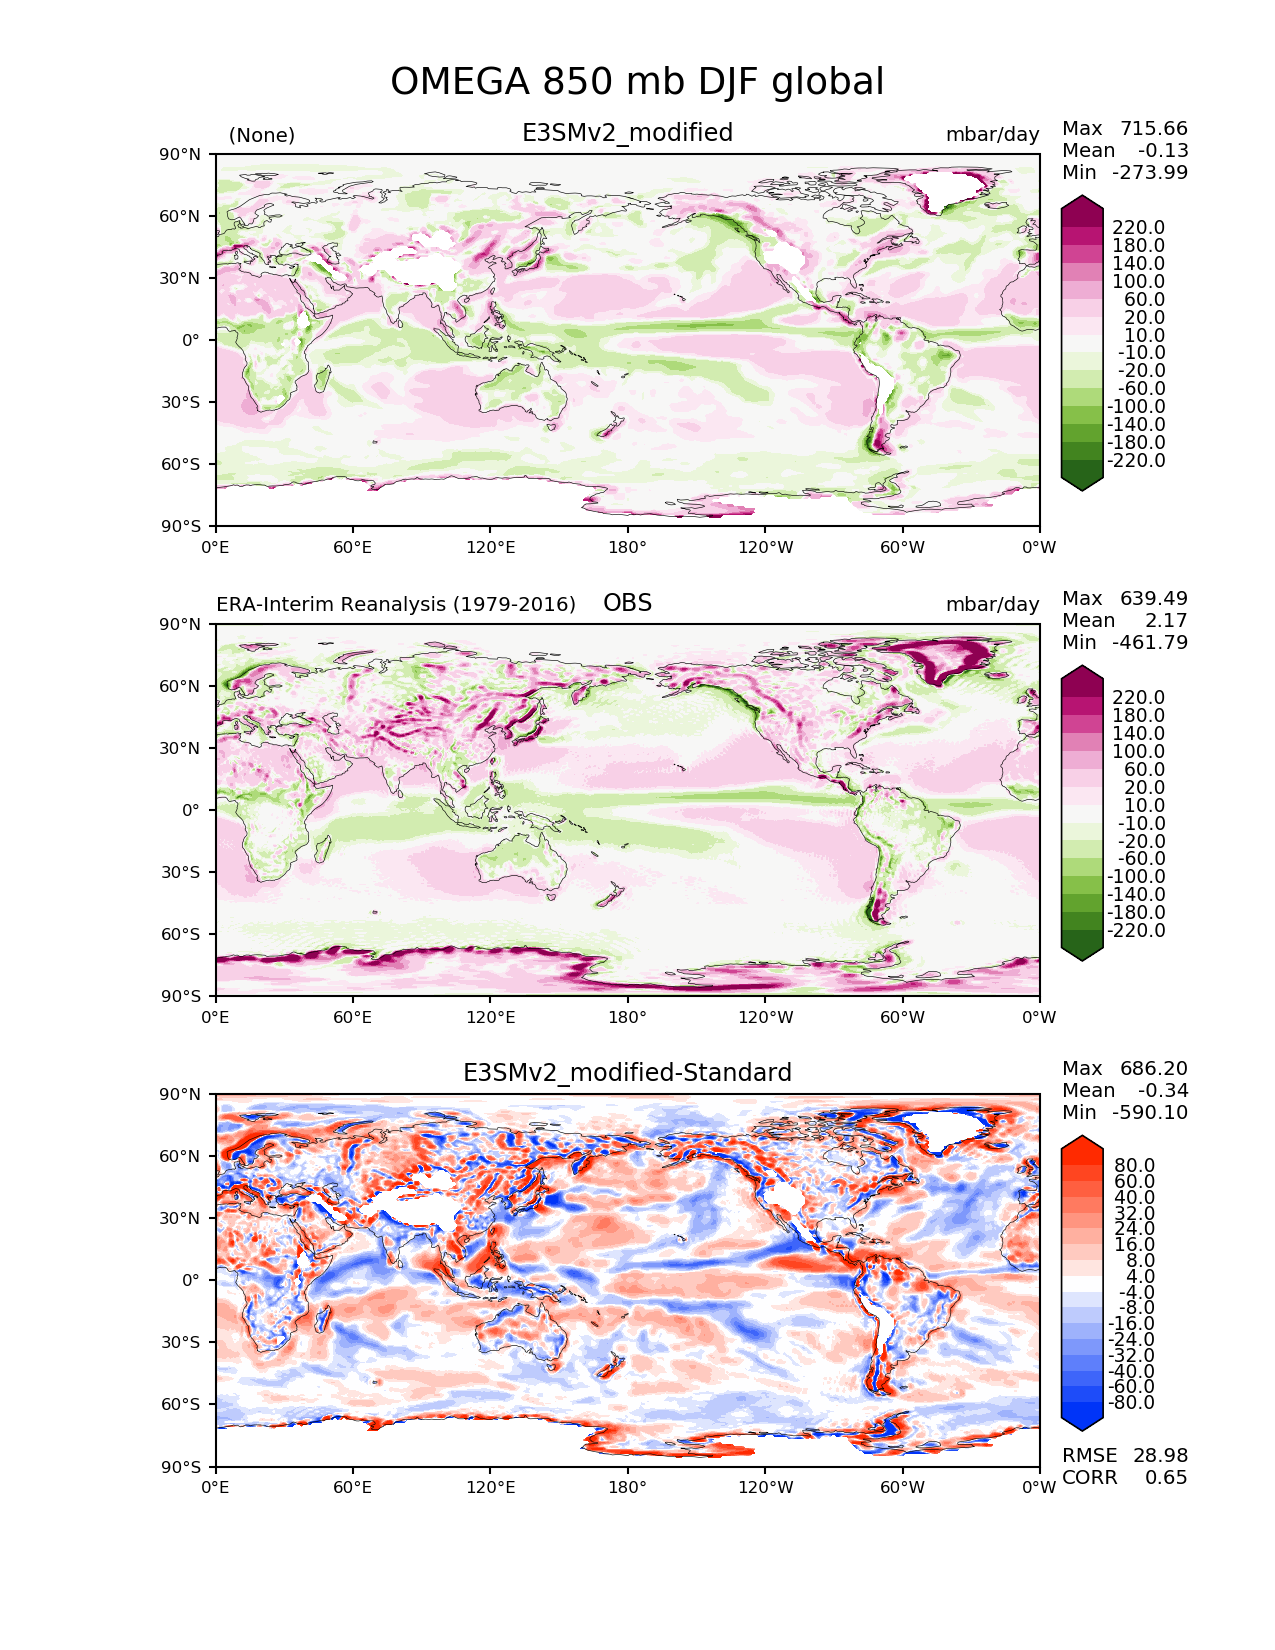 OMEGA 850 mb DJF global
(None) E3SMv2_modified mbar/day
Max 715.66
Mean -0.13
Min -273.99
90°N
60°N
30°N
0°
30°S
60°S
90°S
0°E 60°E 120°E 180° 120°W 60°W 0°W
220.0
180.0
140.0
100.0
60.0
20.0
10.0
-10.0
-20.0
-60.0
-100.0
-140.0
-180.0
-220.0
ERA-Interim Reanalysis (1979-2016) OBS mbar/day
Max 639.49
Mean 2.17
Min -461.79
90°N
60°N
30°N
0°
30°S
60°S
90°S
0°E 60°E 120°E 180° 120°W 60°W 0°W
220.0
180.0
140.0
100.0
60.0
20.0
10.0
-10.0
-20.0
-60.0
-100.0
-140.0
-180.0
-220.0
E3SMv2_modified-Standard
Max 686.20
Mean -0.34
Min -590.10
90°N
60°N
30°N
0°
30°S
60°S
90°S
0°E 60°E 120°E 180° 120°W 60°W 0°W
80.0
60.0
40.0
32.0
24.0
16.0
8.0
4.0
-4.0
-8.0
-16.0
-24.0
-32.0
-40.0
-60.0
-80.0
RMSE 28.98
CORR 0.65